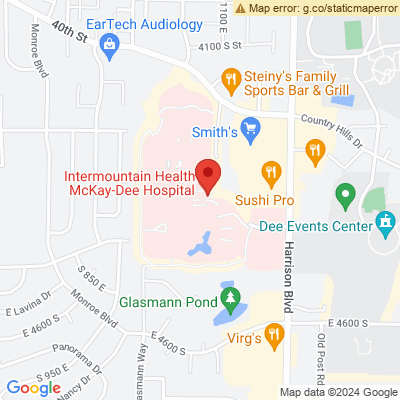 Map error: g.co/staticmaperror
40th St
EarTech Audiology
4100 S St
1100 E
Monroe Blvd
Steiny's Family
Sports Bar & Grill
Country Hills Dr
Smith's
Intermountain Health
McKay-Dee Hospital
Sushi Pro
Dee Events Center
Harrison Blvd
S 850 E
E Lavina Dr
Monroe Blvd
Glasmann Pond
E 4600 S
E 4600 S
E 4600 S
Virg's
Old Post Rd
Panorama Dr
Glasmann Way
S 950 E
Nancy Dr
Google
Map data ©2024 Google